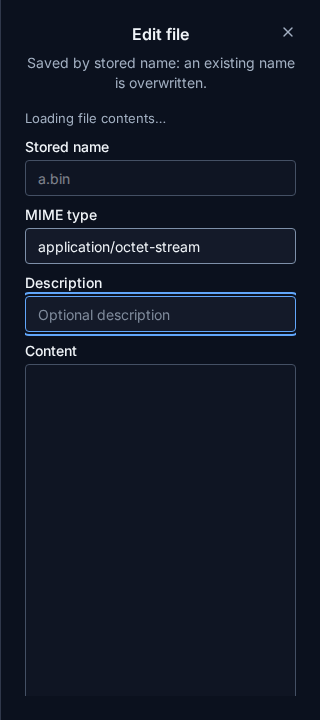 Edit file
Saved by stored name: an existing name
is overwritten.
Loading file contents...
Stored name
a.bin
MIME type
application/octet-stream
Description
Optional description
Content